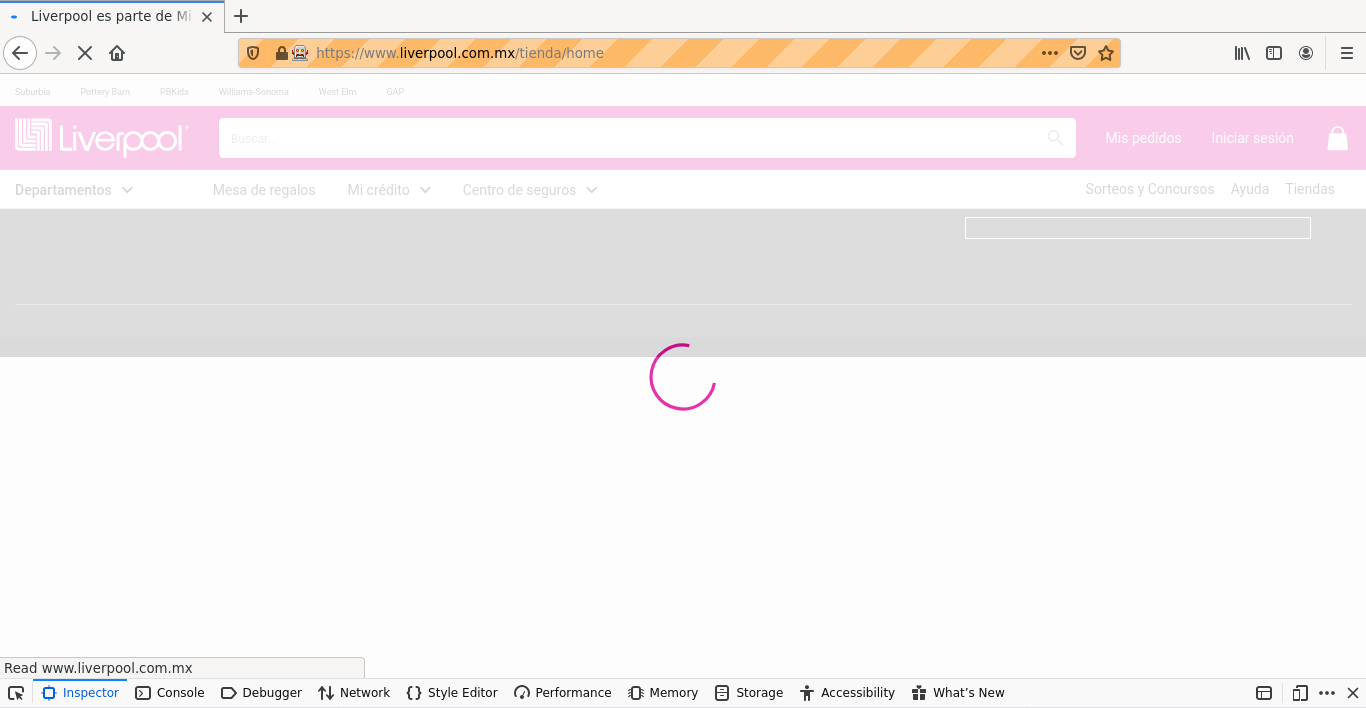 Liverpool es parte de Mi
https://www.liverpool.com.mx/tienda/home
Suburbia Pottery Barn PBKids Williams-Sonoma West Elm GAP
Liverpool Buscar... Mis pedidos Iniciar sesión
Departamentos Mesa de regalos Mi crédito Centro de seguros Sorteos y Concursos Ayuda Tiendas
Read www.liverpool.com.mx
Inspector Console Debugger Network Style Editor Performance Memory Storage Accessibility What's New